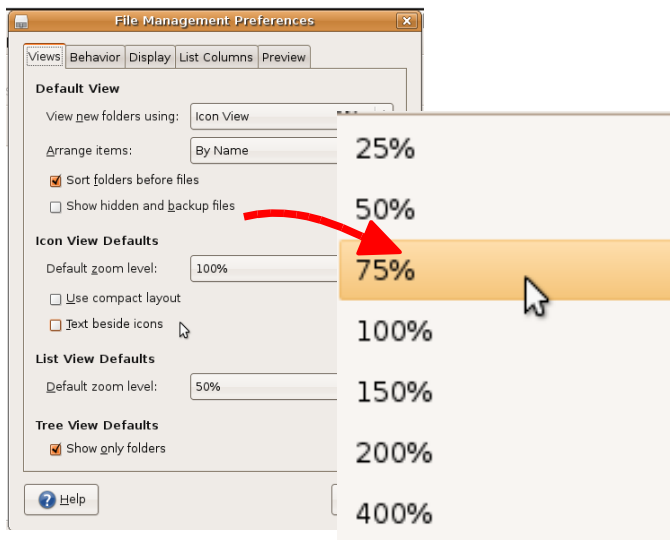 File Management Preferences
Views Behavior Display List Columns Preview
Default View
View new folders using: Icon View
Arrange items: By Name
Sort folders before files
Show hidden and backup files
Icon View Defaults
Default zoom level: 100%
Use compact layout
Text beside icons
List View Defaults
Default zoom level: 50%
Tree View Defaults
Show only folders
Help
25%
50%
75%
100%
150%
200%
400%